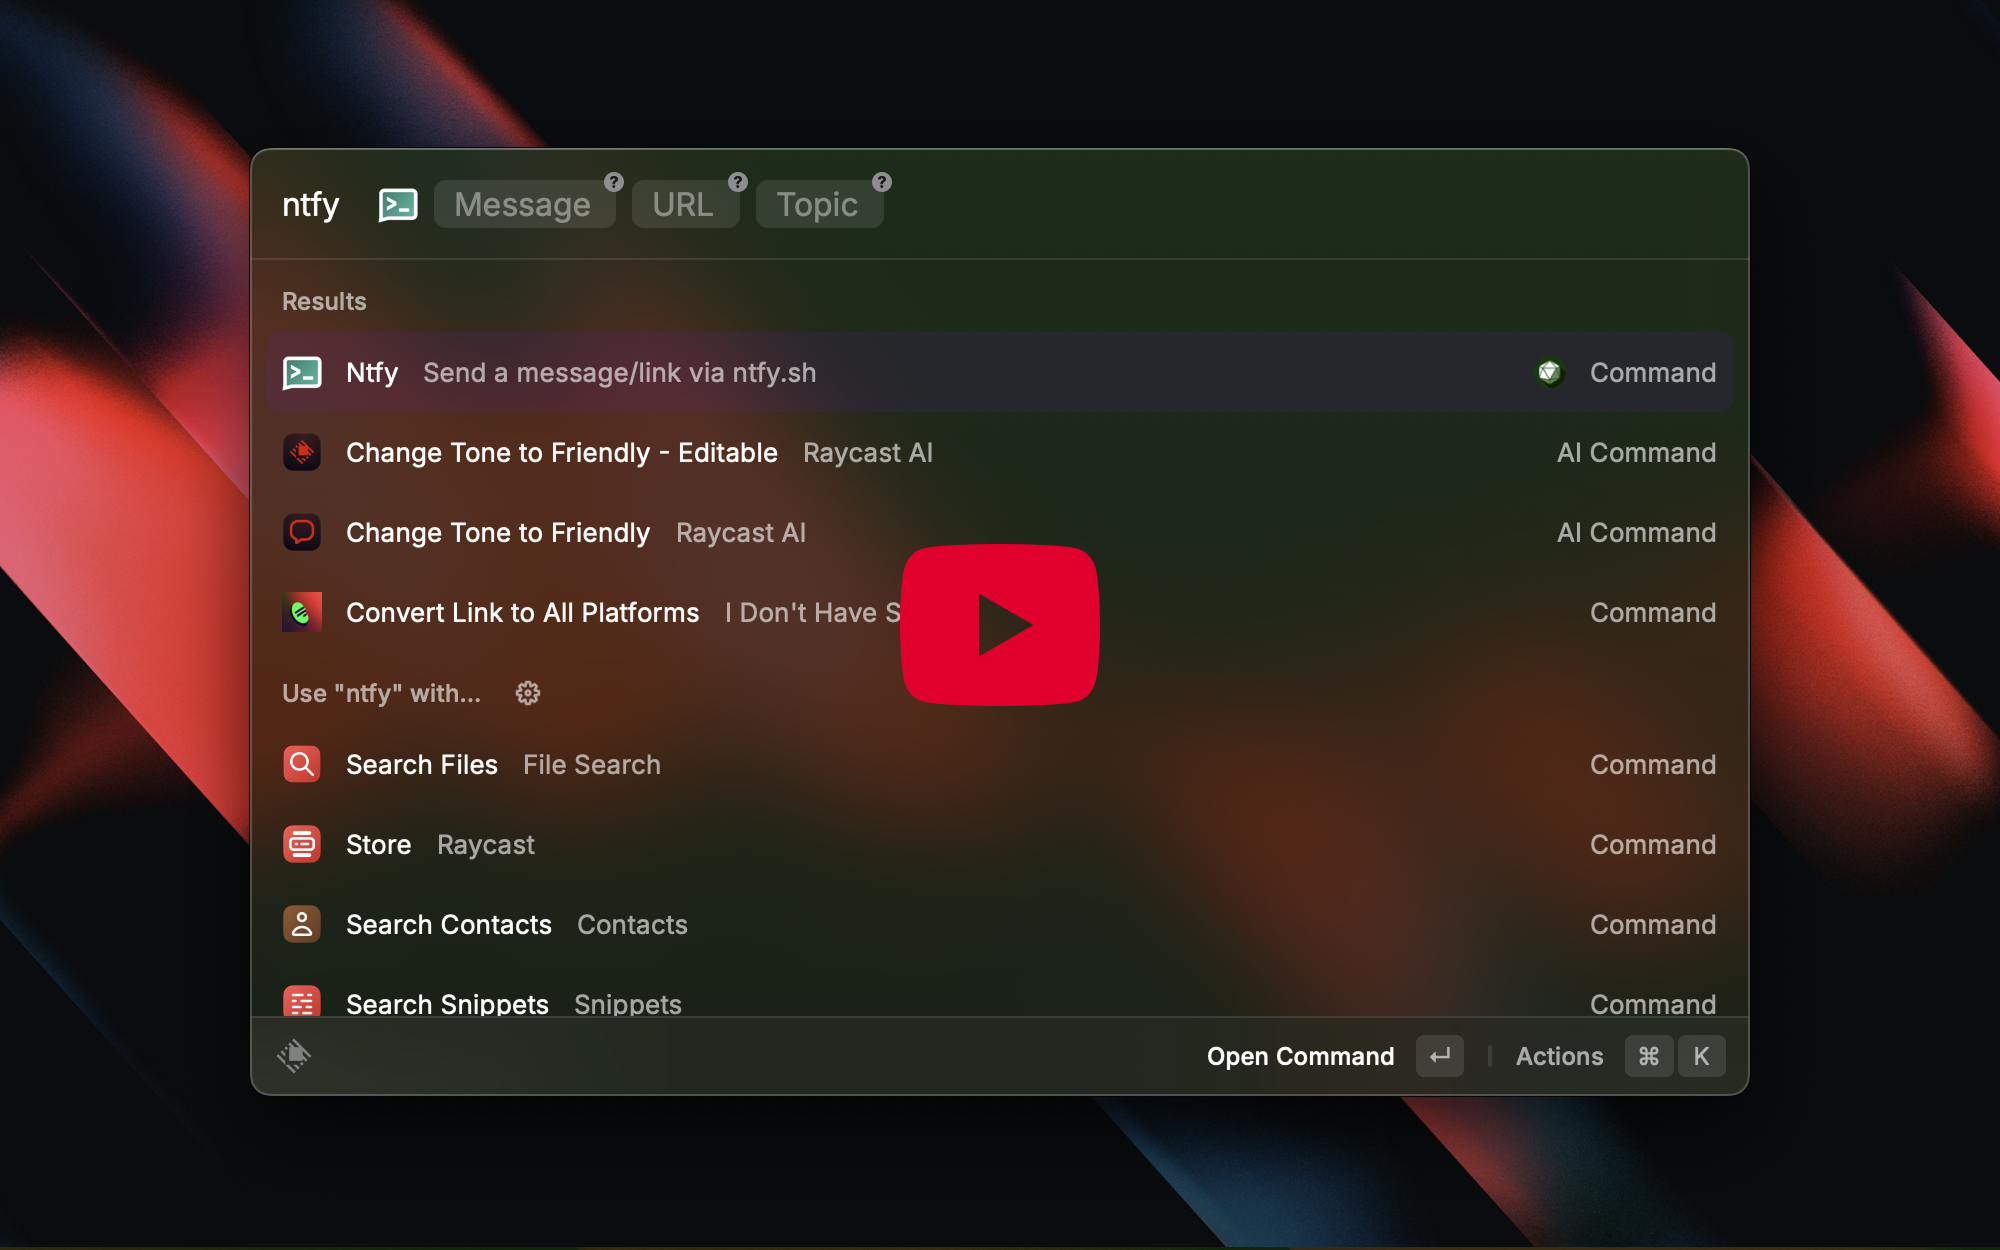 ntfy Message ? URL ? Topic ?
Results
Ntfy Send a message/link via ntfy.sh Command
Change Tone to Friendly - Editable Raycast AI AI Command
Change Tone to Friendly Raycast AI AI Command
Convert Link to All Platforms I Don't Have S Command
Use "ntfy" with...
Search Files File Search Command
Store Raycast Command
Search Contacts Contacts Command
Search Snippets Snippets Command
Open Command ↵ Actions ⌘ K